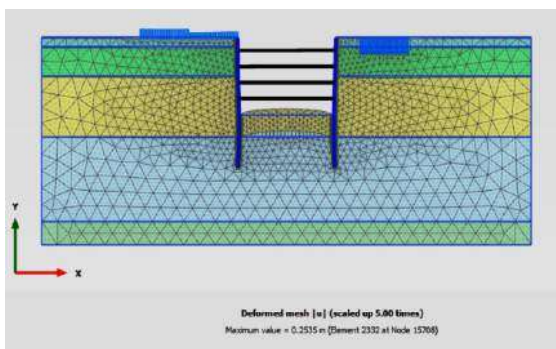 Y
X
Deformed mesh |u| (scaled up 5.00 times)
Maximum value = 0.2535 m (Element 2332 at Node 15708)